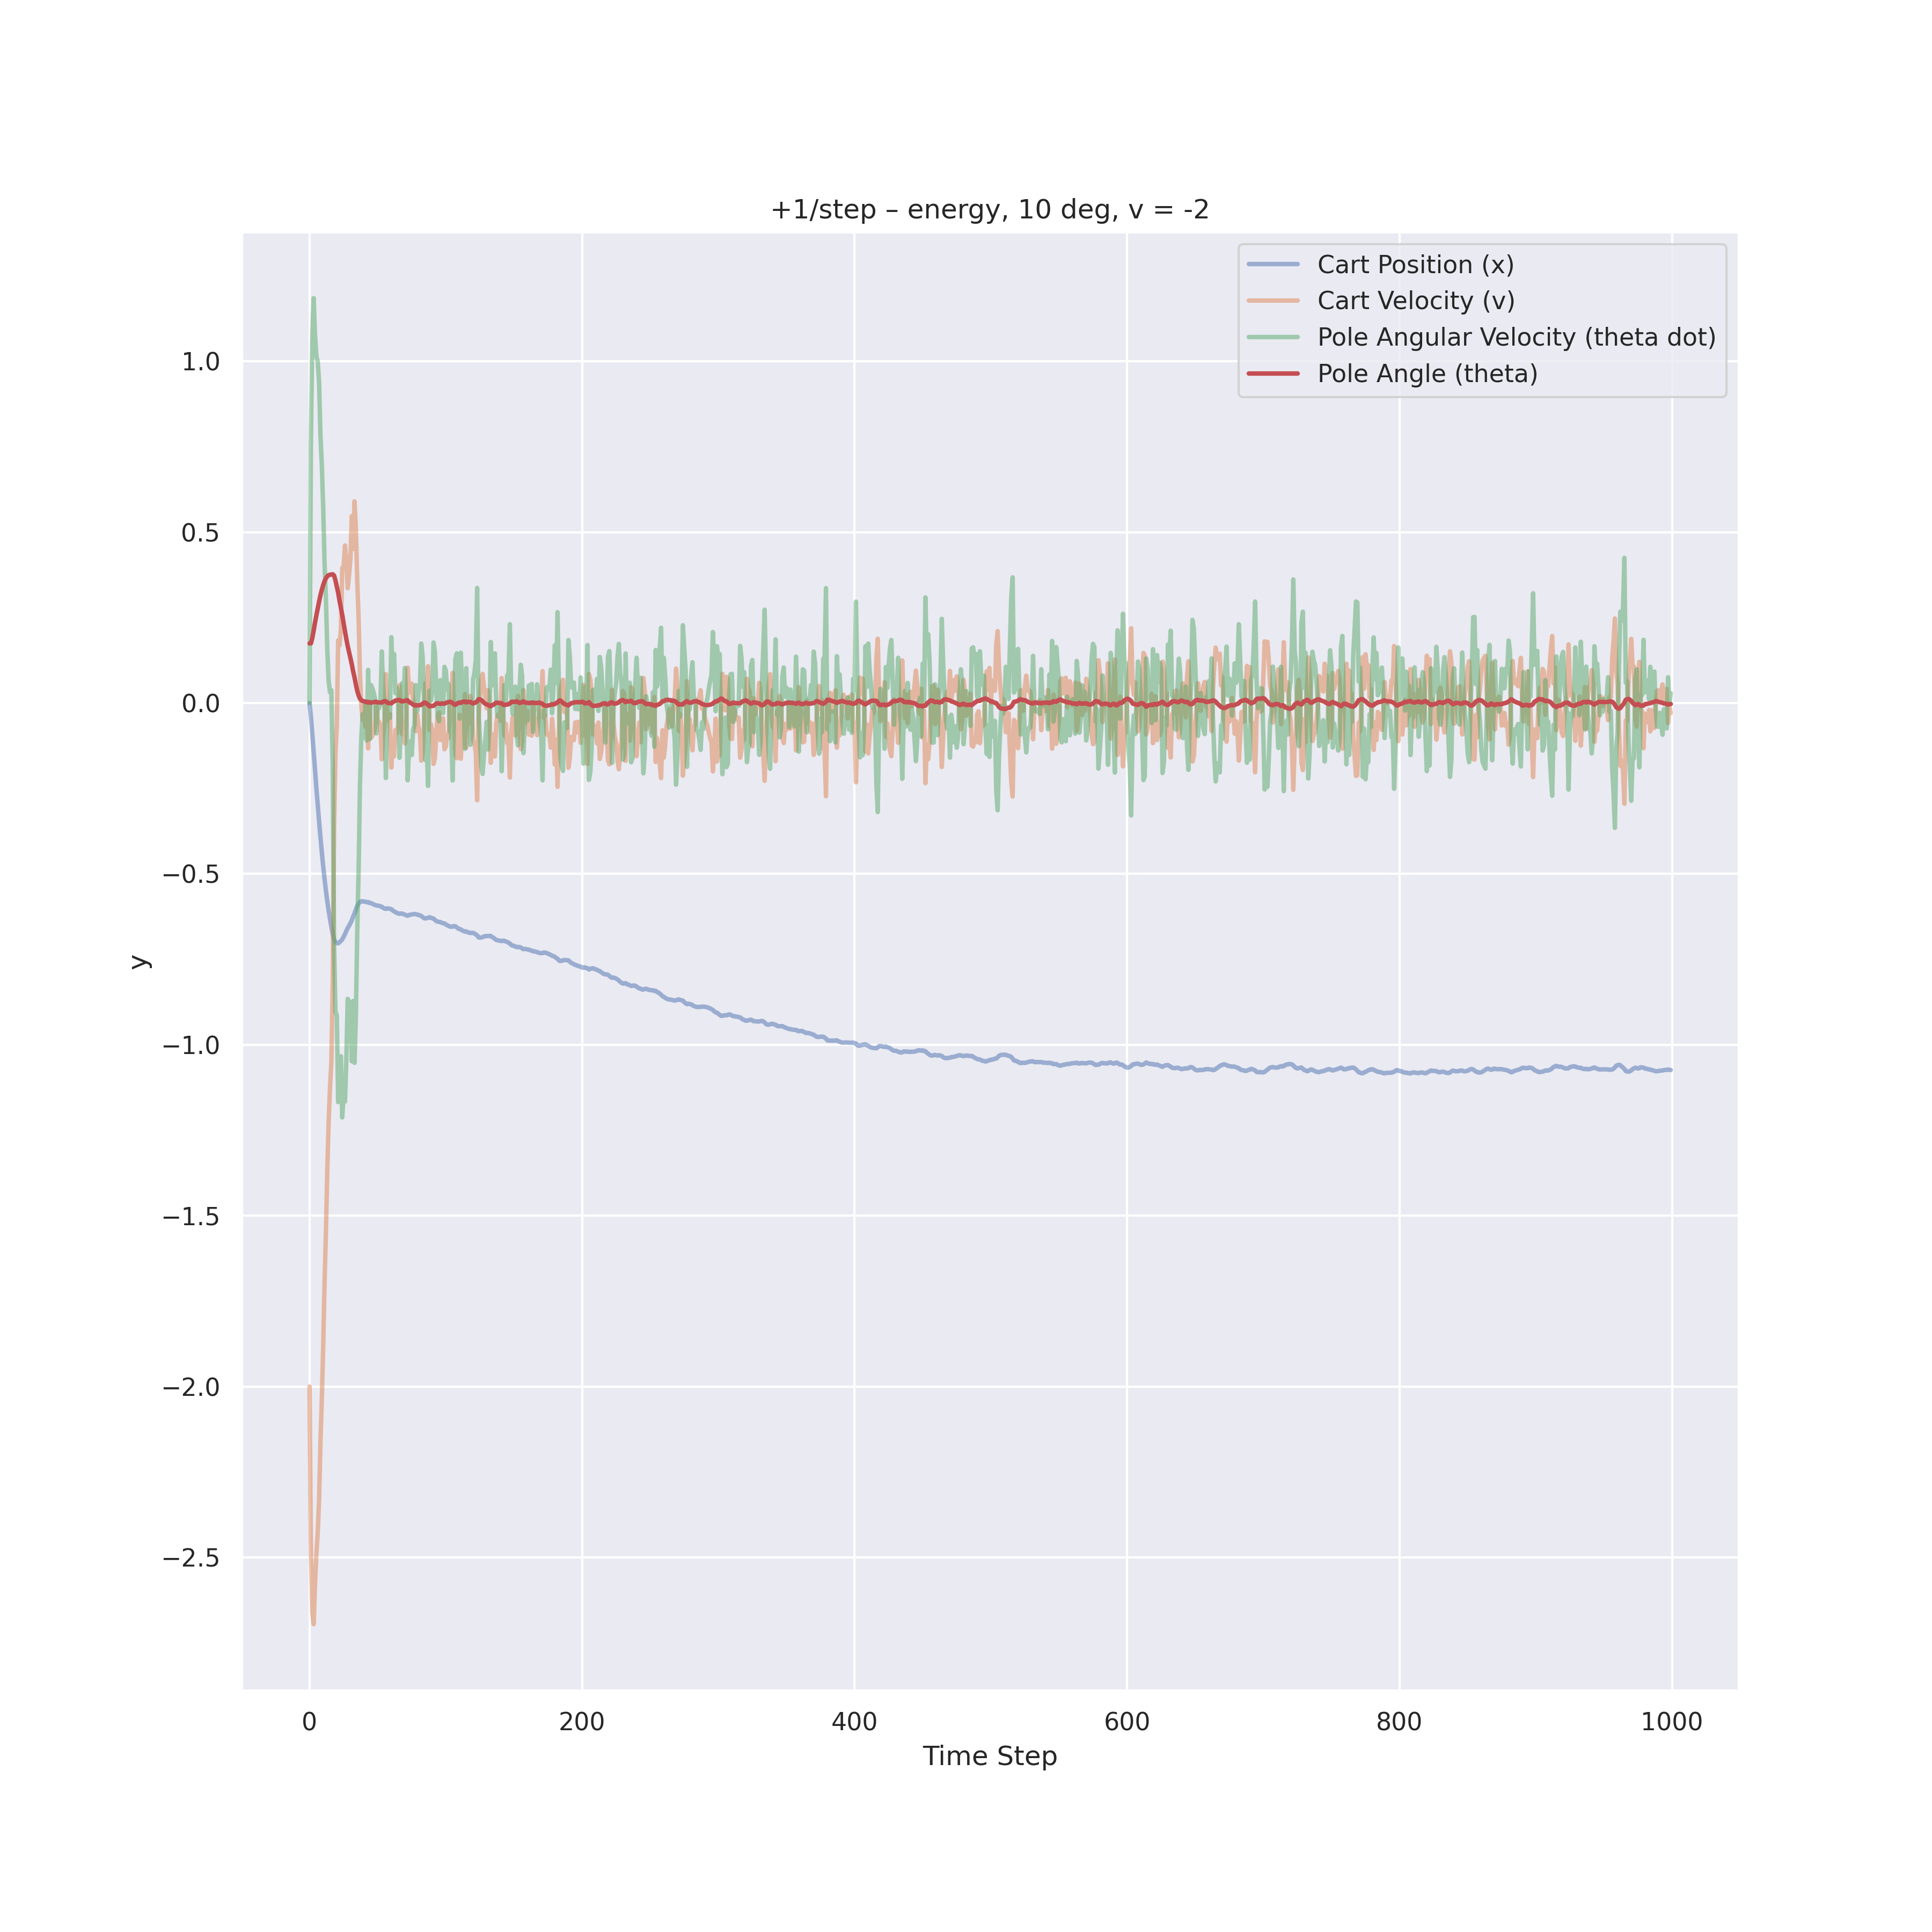 +1/step – energy, 10 deg, v = -2
Cart Position (x)
Cart Velocity (v)
Pole Angular Velocity (theta dot)
Pole Angle (theta)
1.0
0.5
0.0
−0.5
−1.0
−1.5
−2.0
−2.5
y
0 200 400 600 800 1000
Time Step